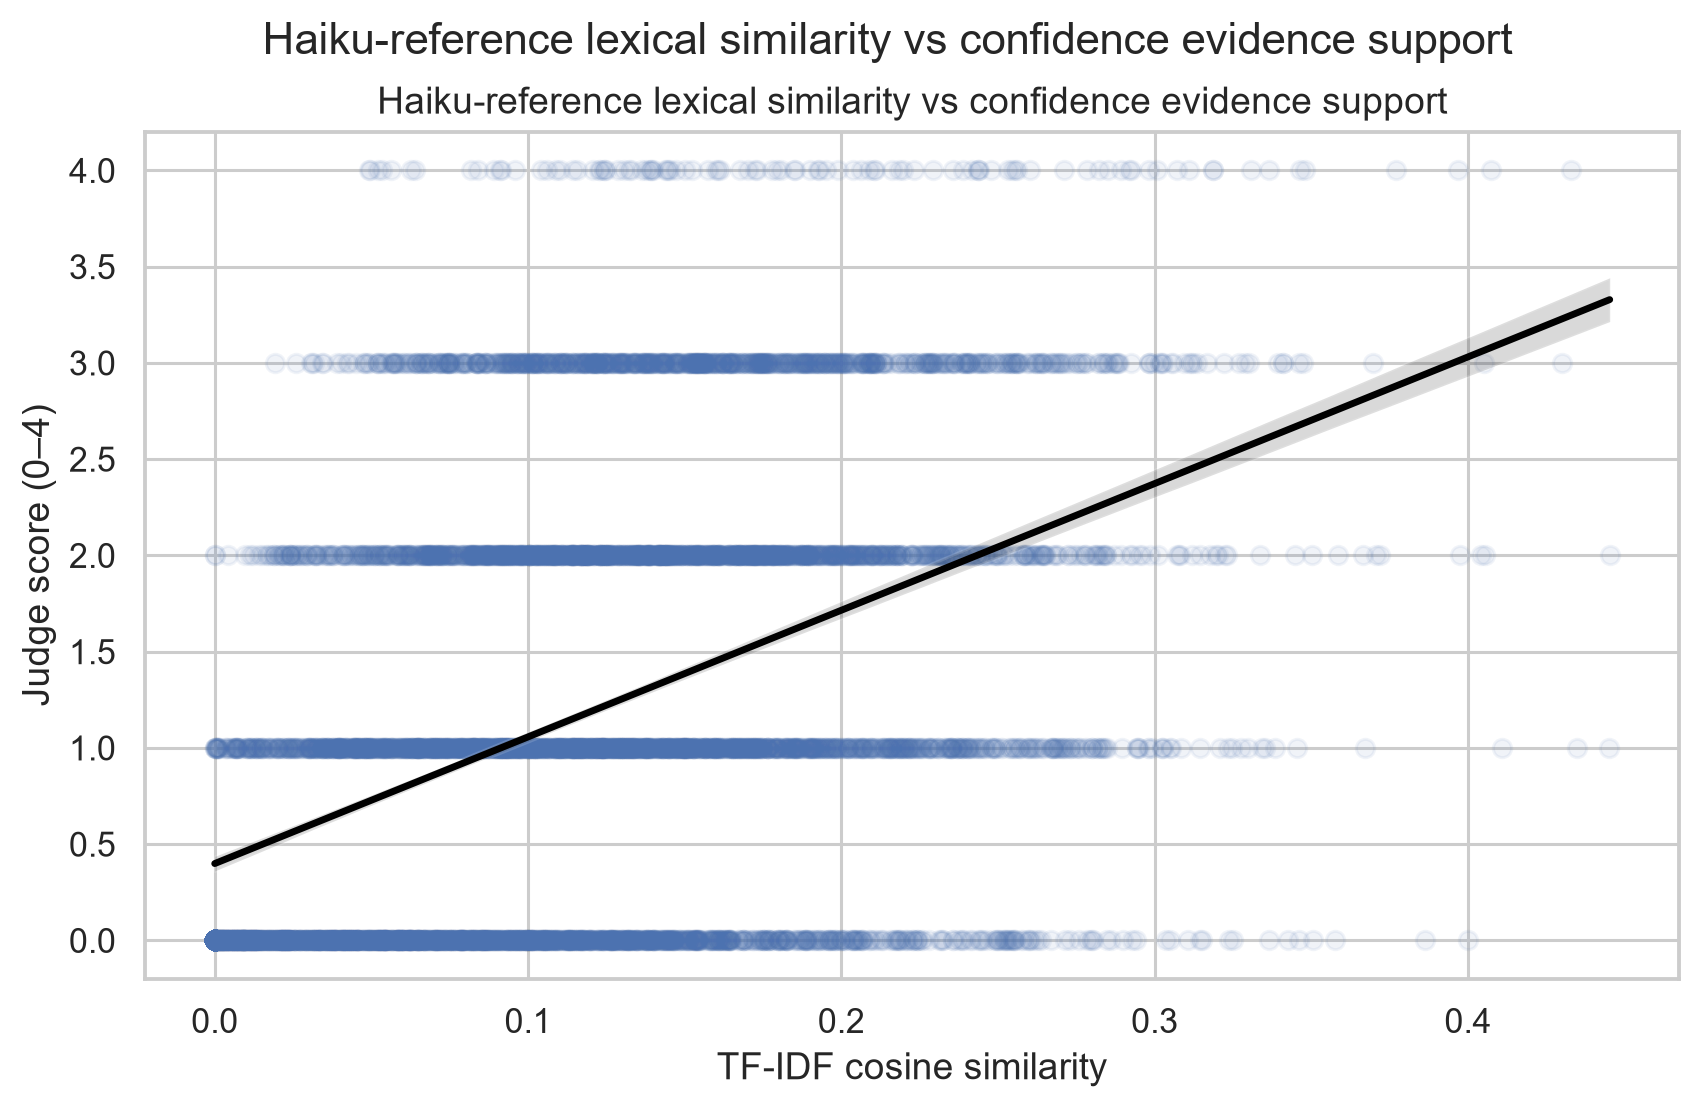 Haiku-reference lexical similarity vs confidence evidence support
Haiku-reference lexical similarity vs confidence evidence support
Judge score (0–4)
4.0
3.5
3.0
2.5
2.0
1.5
1.0
0.5
0.0
0.0 0.1 0.2 0.3 0.4
TF-IDF cosine similarity